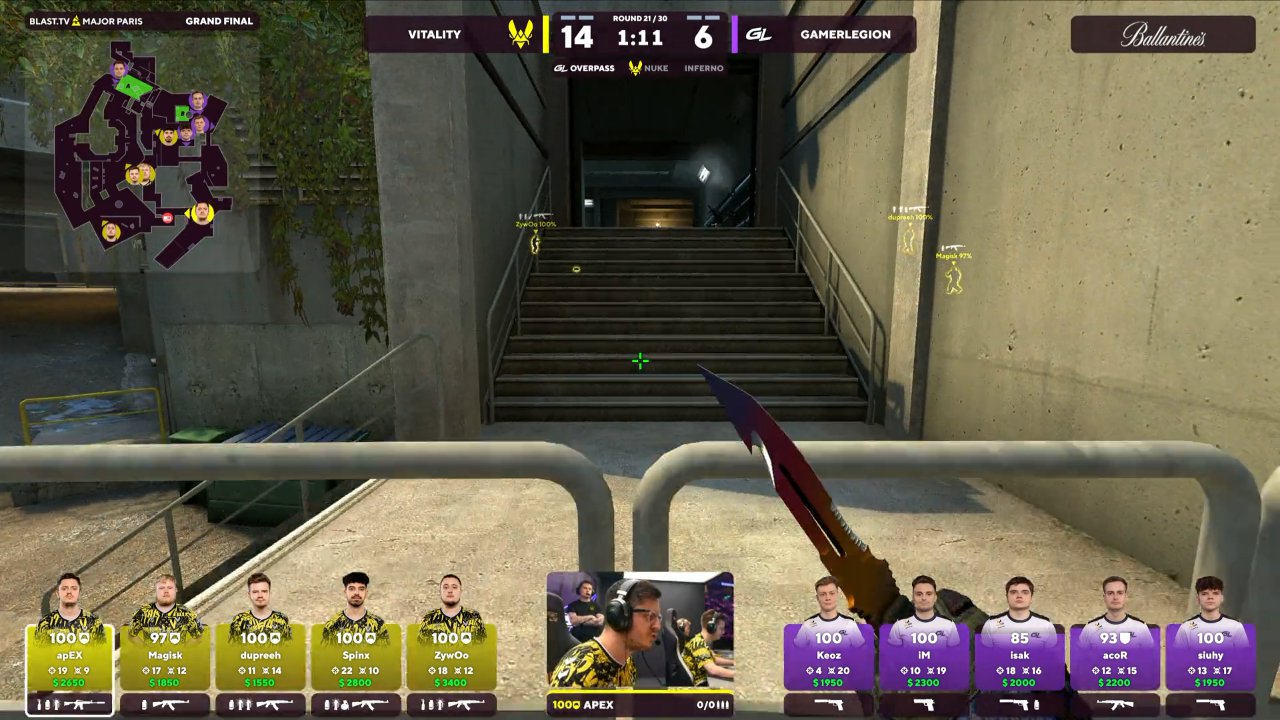 BLAST.TV MAJOR PARIS GRAND FINAL
VITALITY 14 ROUND 21 / 30 1:11 6 GL GAMERLEGION
Ballantine's
GL OVERPASS NUKE INFERNO
ZywOo 100%
dupreeh 100%
Magisk 97%
100 97 100 100 100
apEX Magisk dupreeh Spinx ZywOo
19 9 17 12 11 14 22 10 18 12
$2650 $1850 $1550 $2800 $3400
100 APEX 0/0
100 100 85 93 100
Keoz iM isak acoR siuhy
4 20 10 19 18 16 12 15 13 17
$1950 $2300 $2000 $2200 $1950